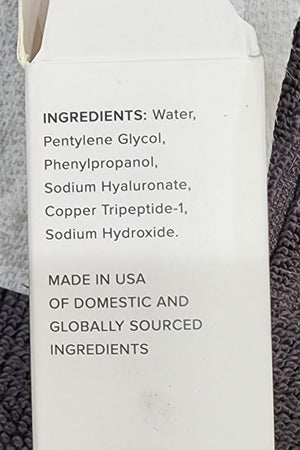 INGREDIENTS: Water,
Pentylene Glycol,
Phenylpropanol,
Sodium Hyaluronate,
Copper Tripeptide-1,
Sodium Hydroxide.
MADE IN USA
OF DOMESTIC AND
GLOBALLY SOURCED
INGREDIENTS